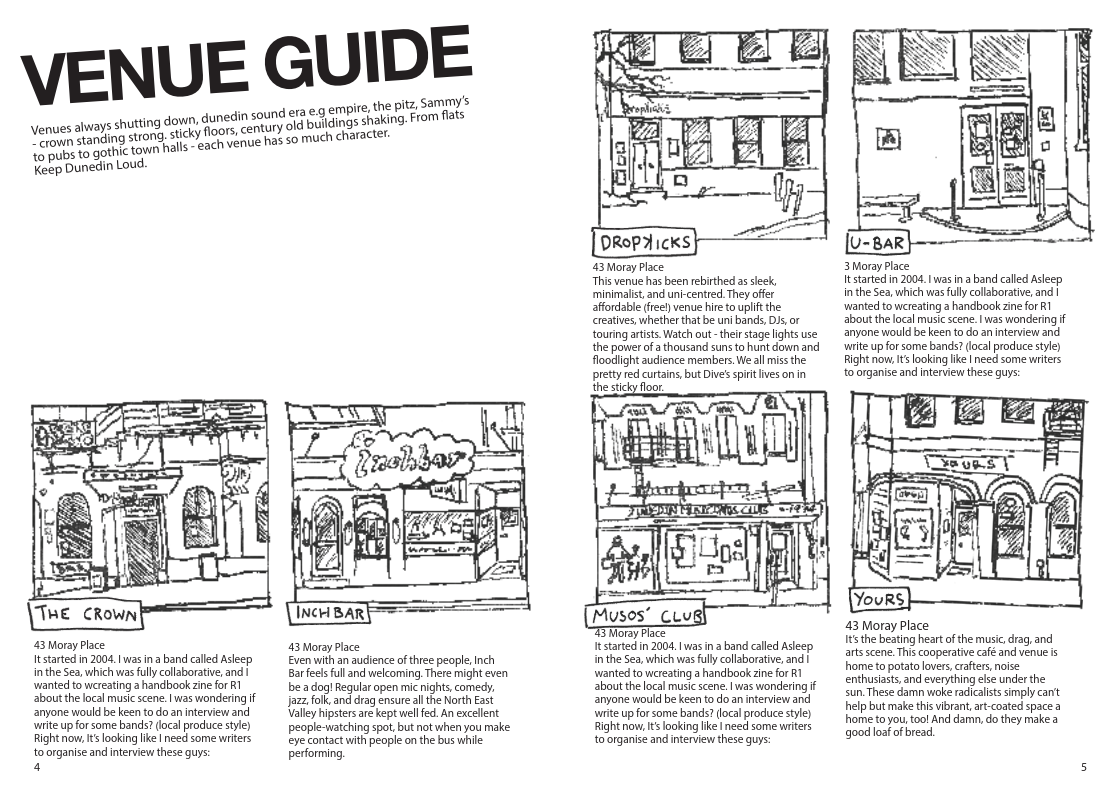 VENUE GUIDE
Venues always shutting down, dunedin sound era e.g empire, the pitz, Sammy's
- crown standing strong. sticky floors, century old buildings shaking. From flats
to pubs to gothic town halls - each venue has so much character.
Keep Dunedin Loud.
THE CROWN
43 Moray Place
It started in 2004. I was in a band called Asleep
in the Sea, which was fully collaborative, and I
wanted to wcreating a handbook zine for R1
about the local music scene. I was wondering if
anyone would be keen to do an interview and
write up for some bands? (local produce style)
Right now, It's looking like I need some writers
to organise and interview these guys:
4
BAR
Inchbar
INCHBAR
43 Moray Place
Even with an audience of three people, Inch
Bar feels full and welcoming. There might even
be a dog! Regular open mic nights, comedy,
jazz, folk, and drag ensure all the North East
Valley hipsters are kept well fed. An excellent
people-watching spot, but not when you make
eye contact with people on the bus while
performing.
Dropkicks
DROPKICKS
43 Moray Place
This venue has been rebirthed as sleek,
minimalist, and uni-centred. They offer
affordable (free!) venue hire to uplift the
creatives, whether that be uni bands, DJs, or
touring artists. Watch out - their stage lights use
the power of a thousand suns to hunt down and
floodlight audience members. We all miss the
pretty red curtains, but Dive's spirit lives on in
the sticky floor.
U-BAR
3 Moray Place
It started in 2004. I was in a band called Asleep
in the Sea, which was fully collaborative, and I
wanted to wcreating a handbook zine for R1
about the local music scene. I was wondering if
anyone would be keen to do an interview and
write up for some bands? (local produce style)
Right now, It's looking like I need some writers
to organise and interview these guys:
DUNEDIN MUSICIANS CLUB
MUSOS' CLUB
43 Moray Place
It started in 2004. I was in a band called Asleep
in the Sea, which was fully collaborative, and I
wanted to wcreating a handbook zine for R1
about the local music scene. I was wondering if
anyone would be keen to do an interview and
write up for some bands? (local produce style)
Right now, It's looking like I need some writers
to organise and interview these guys:
YOURS
YOURS
43 Moray Place
It's the beating heart of the music, drag, and
arts scene. This cooperative café and venue is
home to potato lovers, crafters, noise
enthusiasts, and everything else under the
sun. These damn woke radicalists simply can't
help but make this vibrant, art-coated space a
home to you, too! And damn, do they make a
good loaf of bread.
5